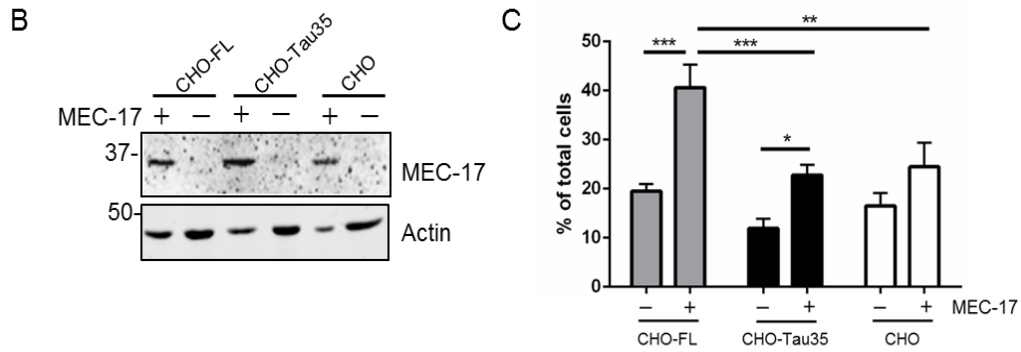 B
CHO-FL CHO-Tau35 CHO
MEC-17 + – + – + –
37-
MEC-17
50-
Actin
C
% of total cells
50
40
30
20
10
0
*** *** **
*
– + – + – + MEC-17
CHO-FL CHO-Tau35 CHO